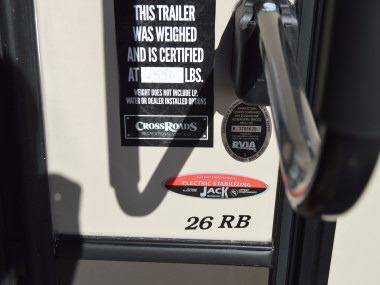 THIS TRAILER
WAS WEIGHED
AND IS CERTIFIED
AT LBS.
WEIGHT DOES NOT INCLUDE LP,
WATER OR DEALER INSTALLED OPTIONS
CROSSROADS
RVIA
ELECTRIC STABILIZING
JACK
26 RB